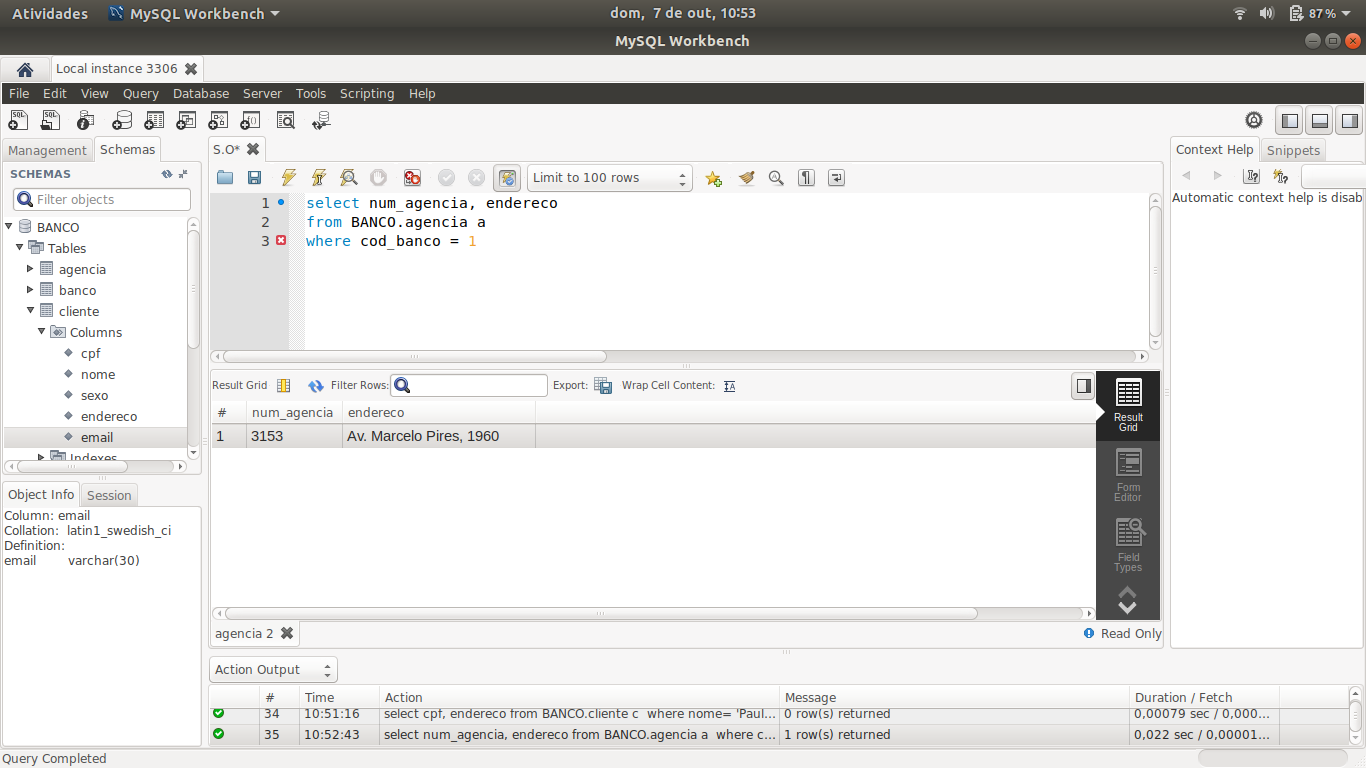 Atividades MySQL Workbench dom, 7 de out, 10:53 87%
MySQL Workbench
Local instance 3306
File Edit View Query Database Server Tools Scripting Help
Management Schemas
S.O*
Context Help Snippets
SCHEMAS
Limit to 100 rows
Filter objects
Automatic context help is disab
1 select num_agencia, endereco
2 from BANCO.agencia a
3 where cod_banco = 1
BANCO
Tables
agencia
banco
cliente
Columns
cpf
nome
sexo
endereco
email
Indexes
Result Grid Filter Rows: Export: Wrap Cell Content:
# num_agencia endereco
1 3153 Av. Marcelo Pires, 1960
Result
Grid
Form
Editor
Field
Types
Object Info Session
Column: email
Collation: latin1_swedish_ci
Definition:
email varchar(30)
agencia 2 Read Only
Action Output
# Time Action Message Duration / Fetch
34 10:51:16 select cpf, endereco from BANCO.cliente c where nome= 'Paul... 0 row(s) returned 0,00079 sec / 0,000...
35 10:52:43 select num_agencia, endereco from BANCO.agencia a where c... 1 row(s) returned 0,022 sec / 0,00001...
Query Completed